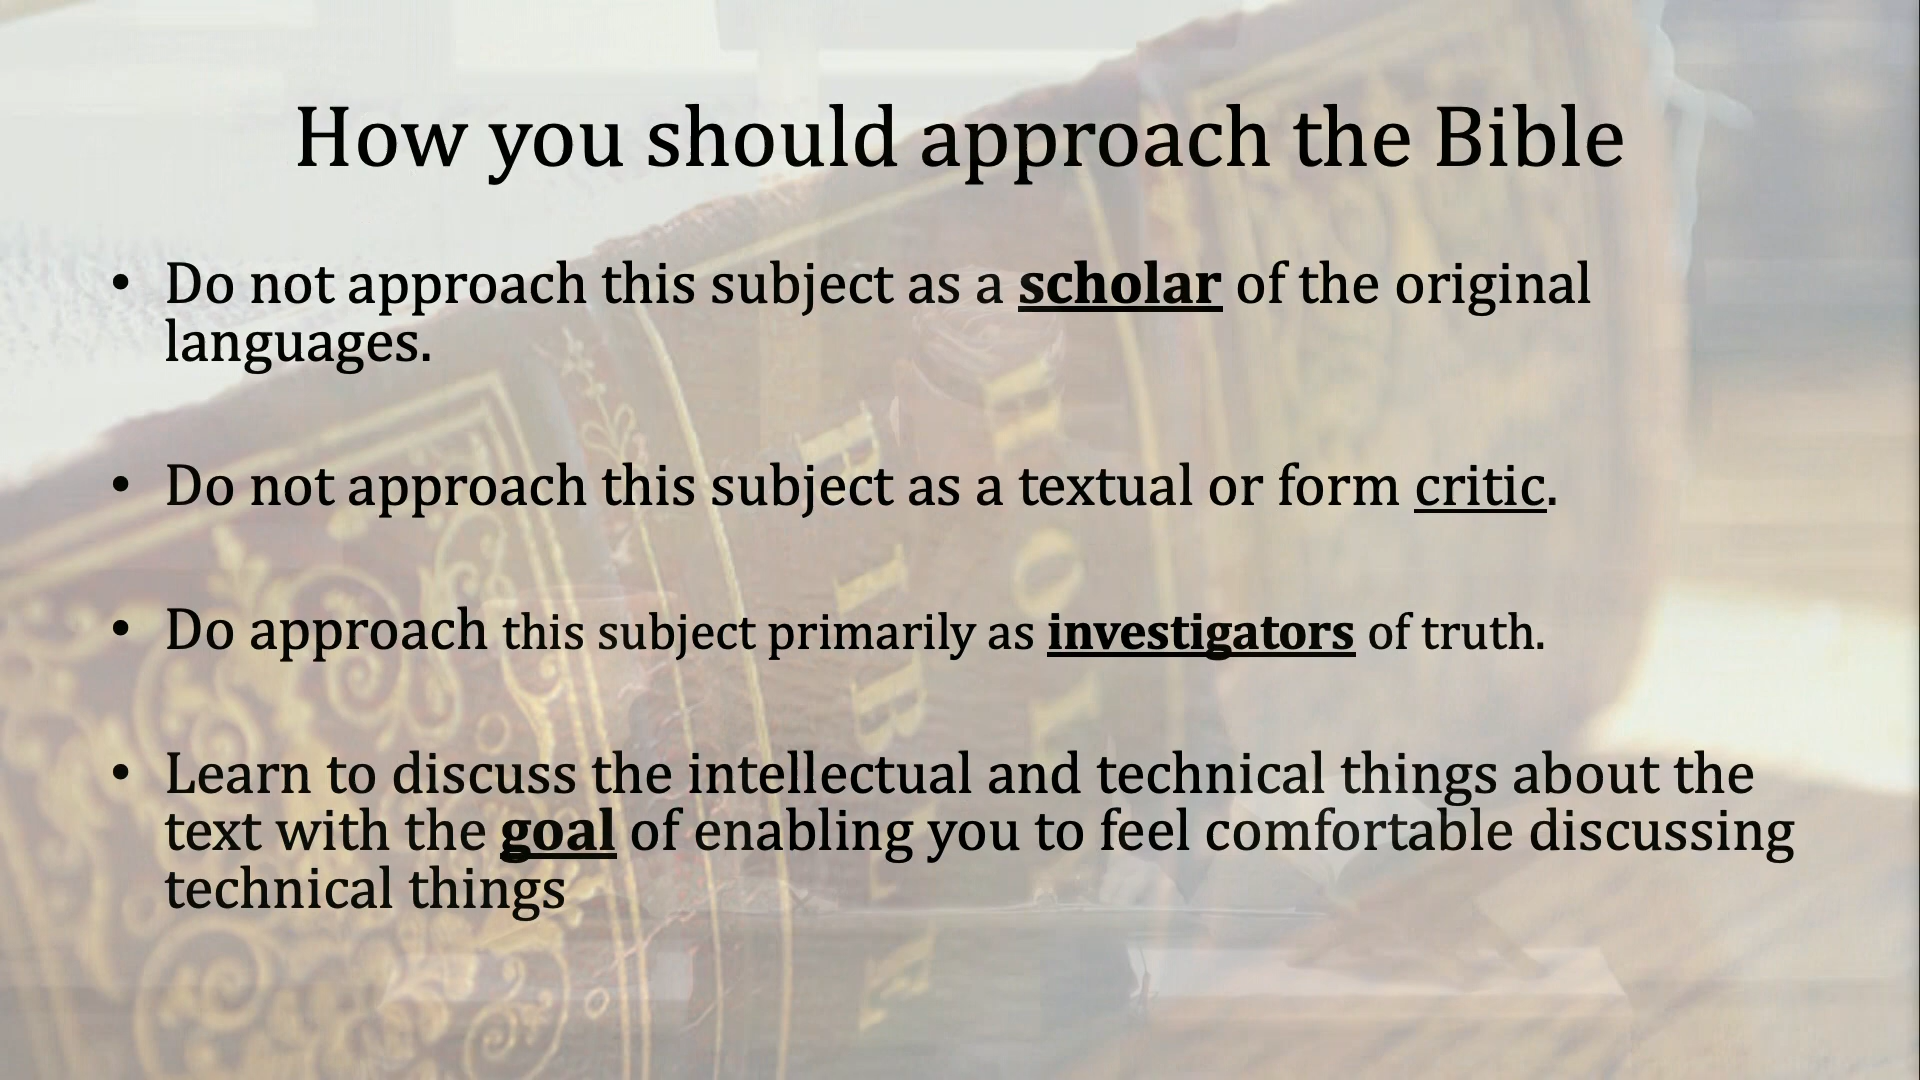 How you should approach the Bible
• Do not approach this subject as a scholar of the original
languages.
• Do not approach this subject as a textual or form critic.
• Do approach this subject primarily as investigators of truth.
• Learn to discuss the intellectual and technical things about the
text with the goal of enabling you to feel comfortable discussing
technical things
HOLY
BIBLE